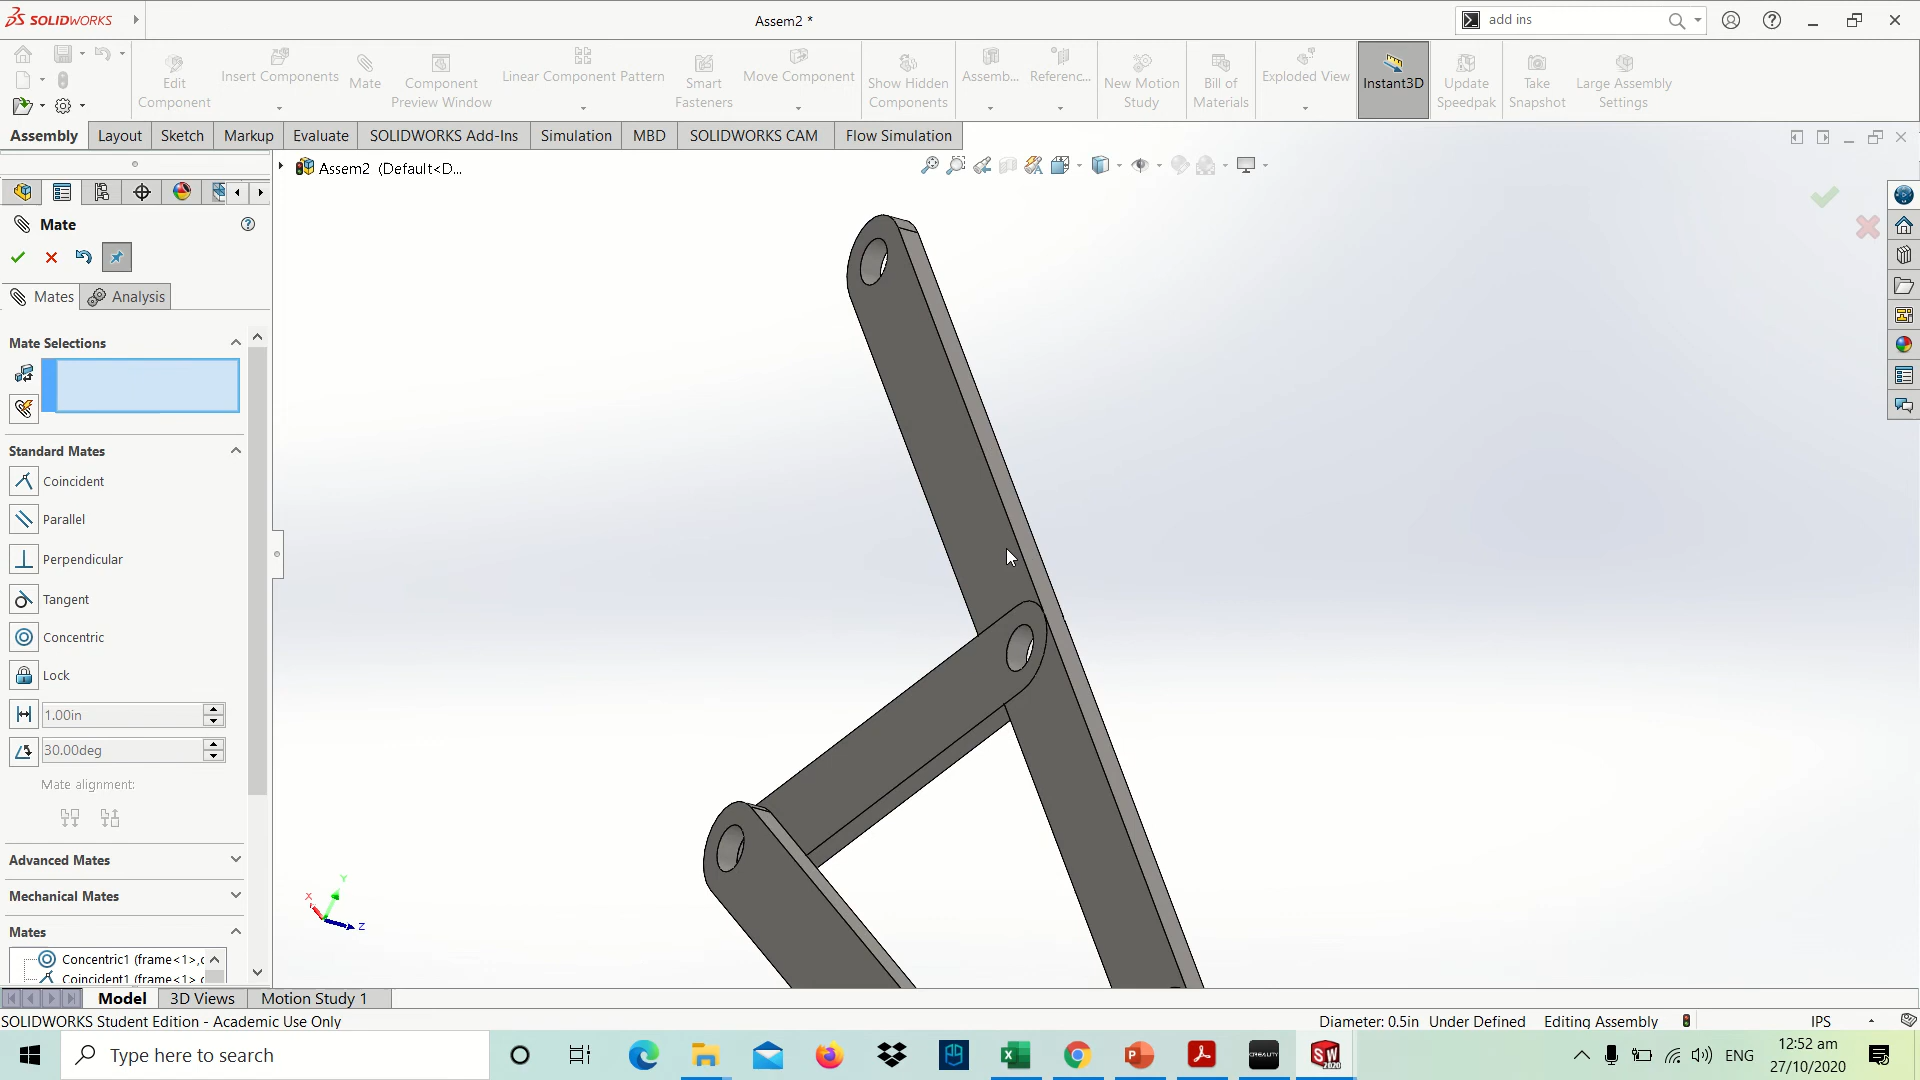 SOLIDWORKS
Assem2 *
add ins
Edit
Component
Insert Components
Mate
Component
Preview Window
Linear Component Pattern
Smart
Fasteners
Move Component
Show Hidden
Components
Assemb...
Referenc...
New Motion
Study
Bill of
Materials
Exploded View
Instant3D
Update
Speedpak
Take
Snapshot
Large Assembly
Settings
Assembly
Layout
Sketch
Markup
Evaluate
SOLIDWORKS Add-Ins
Simulation
MBD
SOLIDWORKS CAM
Flow Simulation
Assem2 (Default<D...
Mate
Mates
Analysis
Mate Selections
Standard Mates
Coincident
Parallel
Perpendicular
Tangent
Concentric
Lock
1.00in
30.00deg
Mate alignment:
Advanced Mates
Mechanical Mates
Mates
Concentric1 (frame<1>,c
Coincident1 (frame<1>
X
Y
Z
Model
3D Views
Motion Study 1
SOLIDWORKS Student Edition - Academic Use Only
Diameter: 0.5in
Under Defined
Editing Assembly
IPS
Type here to search
CREALITY
SW
2020
ENG
12:52 am
27/10/2020